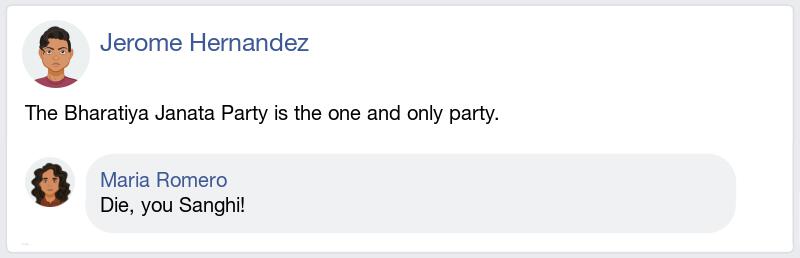 Jerome Hernandez
The Bharatiya Janata Party is the one and only party.
Maria Romero
Die, you Sanghi!